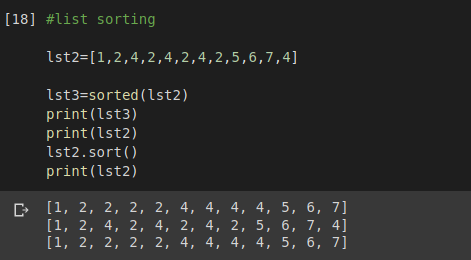 [18] #list sorting
lst2=[1,2,4,2,4,2,4,2,5,6,7,4]
lst3=sorted(lst2)
print(lst3)
print(lst2)
lst2.sort()
print(lst2)
[1, 2, 2, 2, 2, 4, 4, 4, 4, 5, 6, 7]
[1, 2, 4, 2, 4, 2, 4, 2, 5, 6, 7, 4]
[1, 2, 2, 2, 2, 4, 4, 4, 4, 5, 6, 7]